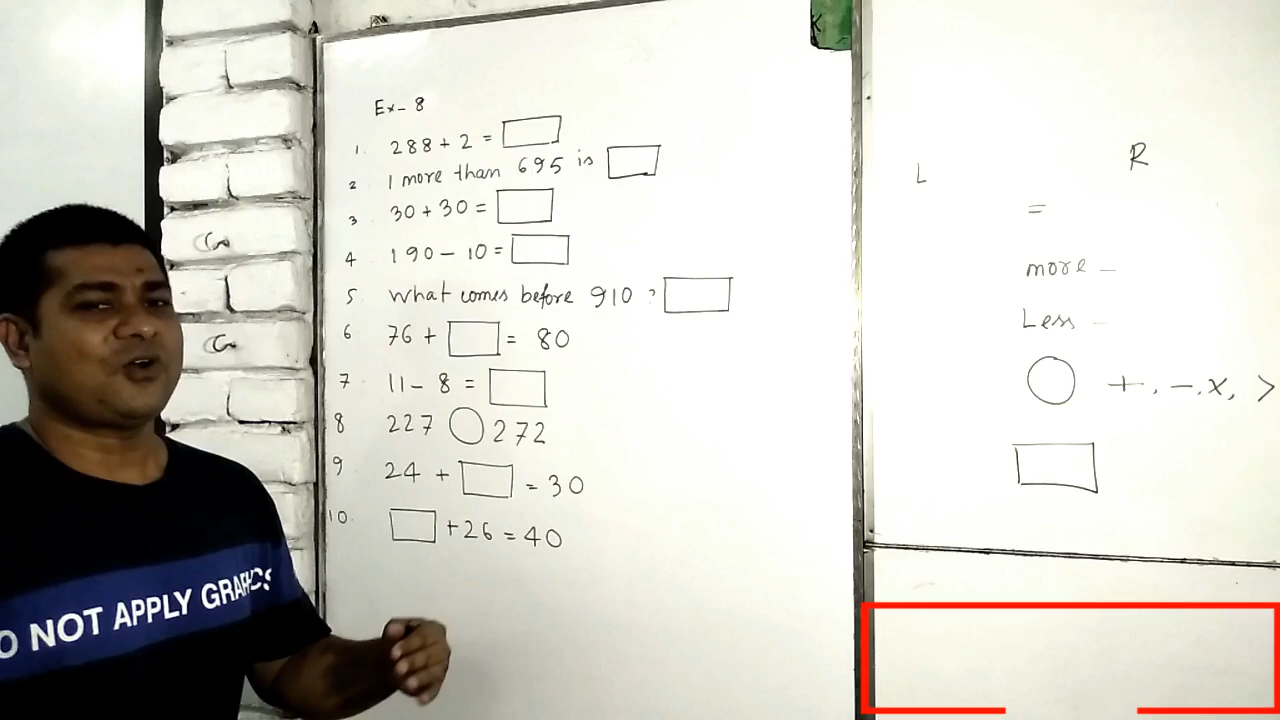 Ex-8
1. 288 + 2 =
2 1 more than 695 is
3 30 + 30 =
4 190 - 10 =
5 What comes before 910 ?
6 76 + = 80
7 11 - 8 =
8 227 272
9 24 + = 30
10. + 26 = 40
L R
=
more -
Less -
+, -, x, >
O NOT APPLY GRAPHICS
K